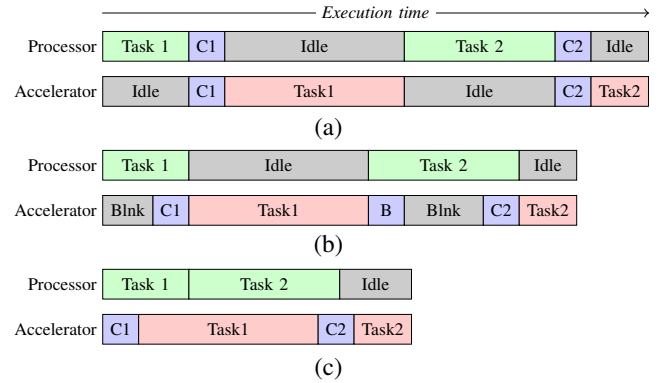 Execution time
Processor Task 1 C1 Idle Task 2 C2 Idle
Accelerator Idle C1 Task1 Idle C2 Task2
(a)
Processor Task 1 Idle Task 2 Idle
Accelerator Blnk C1 Task1 B Blnk C2 Task2
(b)
Processor Task 1 Task 2 Idle
Accelerator C1 Task1 C2 Task2
(c)